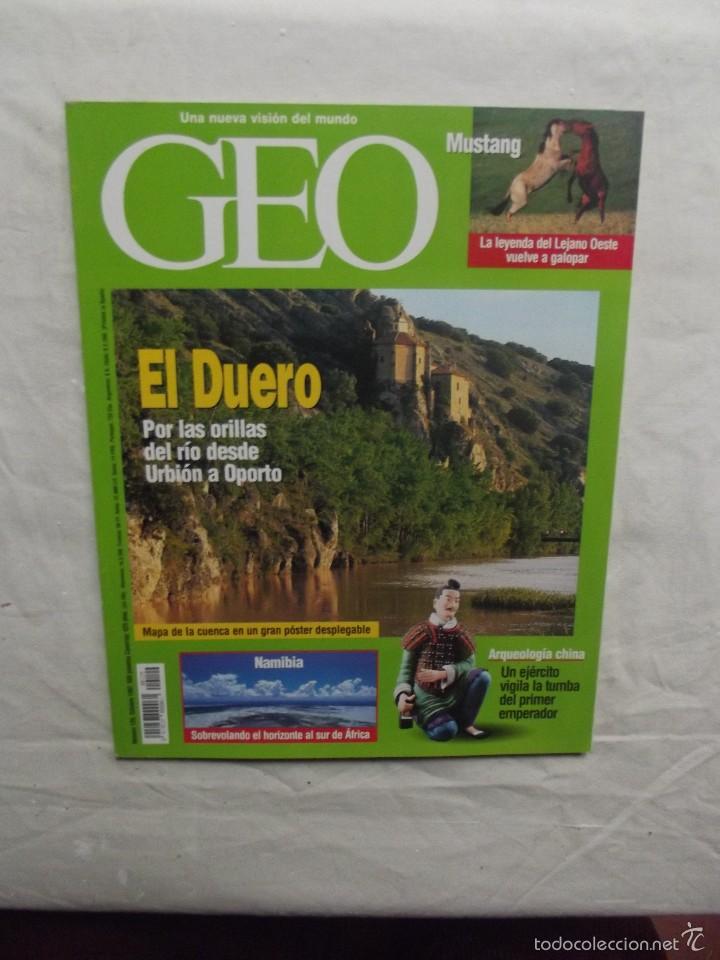 Una nueva visión del mundo
GEO
Mustang
La leyenda del Lejano Oeste
vuelve a galopar
El Duero
Por las orillas
del río desde
Urbión a Oporto
Mapa de la cuenca en un gran póster desplegable
Namibia
Sobrevolando el horizonte al sur de África
Arqueología china
Un ejército
vigila la tumba
del primer
emperador
todocoleccion.net